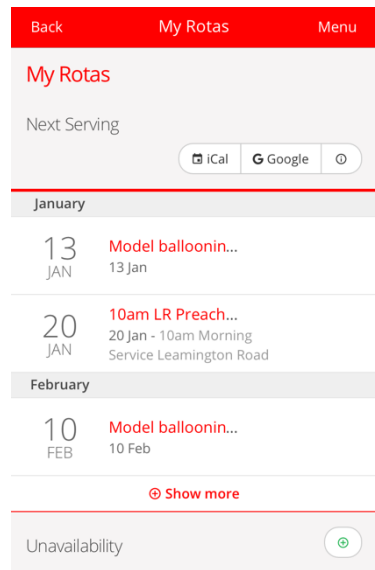 Back My Rotas Menu
My Rotas
Next Serving
iCal Google
January
13 Model balloonin...
JAN 13 Jan
20 10am LR Preach...
JAN 20 Jan - 10am Morning
Service Leamington Road
February
10 Model balloonin...
FEB 10 Feb
Show more
Unavailability